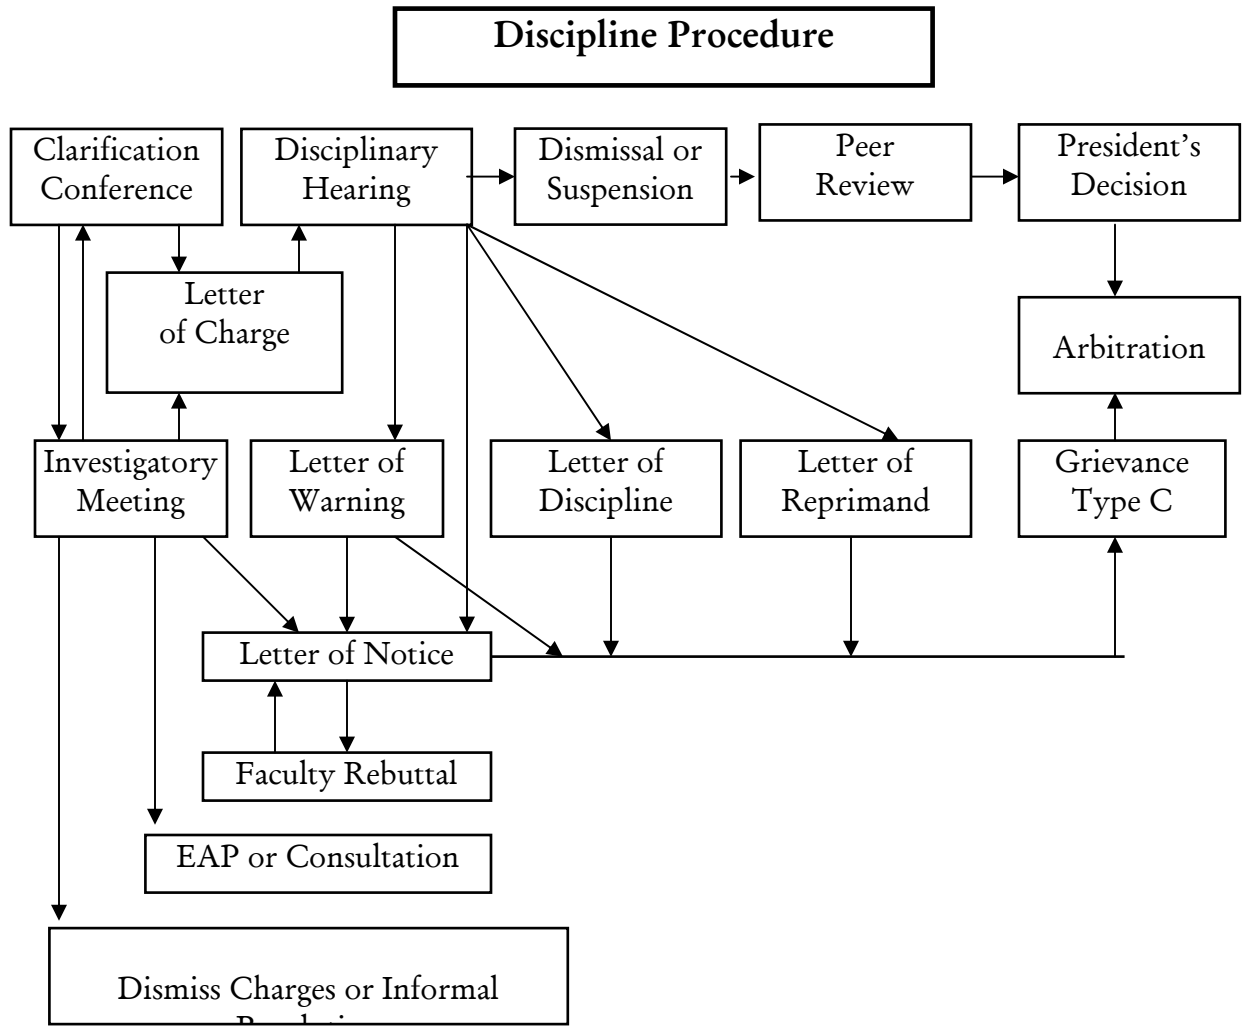 Discipline Procedure
Clarification
Conference
Disciplinary
Hearing
Dismissal or
Suspension
Peer
Review
President's
Decision
Letter
of Charge
Arbitration
Investigatory
Meeting
Letter of
Warning
Letter of
Discipline
Letter of
Reprimand
Grievance
Type C
Letter of Notice
Faculty Rebuttal
EAP or Consultation
Dismiss Charges or Informal